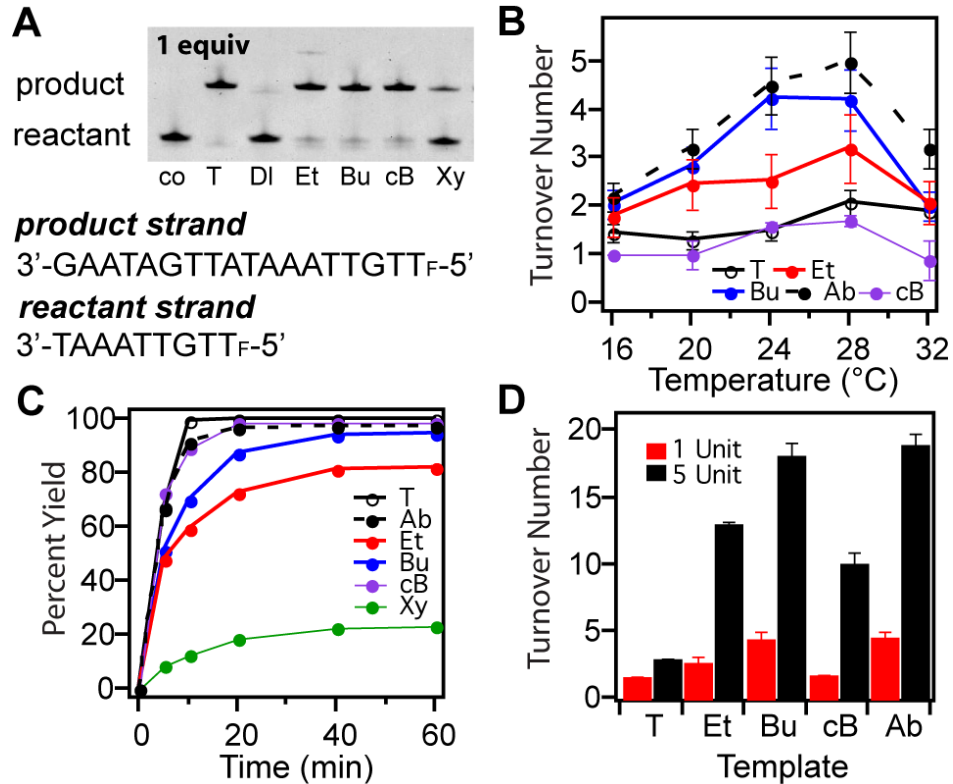 A
1 equiv
product
reactant
co T Dl Et Bu cB Xy
product strand
3'-GAATAGTTATAAATTGTTF-5'
reactant strand
3'-TAAATTGTTF-5'
B
Turnover Number
5
4
3
2
1
0
T Et
Bu Ab cB
16 20 24 28 32
Temperature (°C)
C
Percent Yield
100
80
60
40
20
0
T
Ab
Et
Bu
cB
Xy
0 20 40 60
Time (min)
D
Turnover Number
20
15
10
5
0
1 Unit
5 Unit
T Et Bu cB Ab
Template